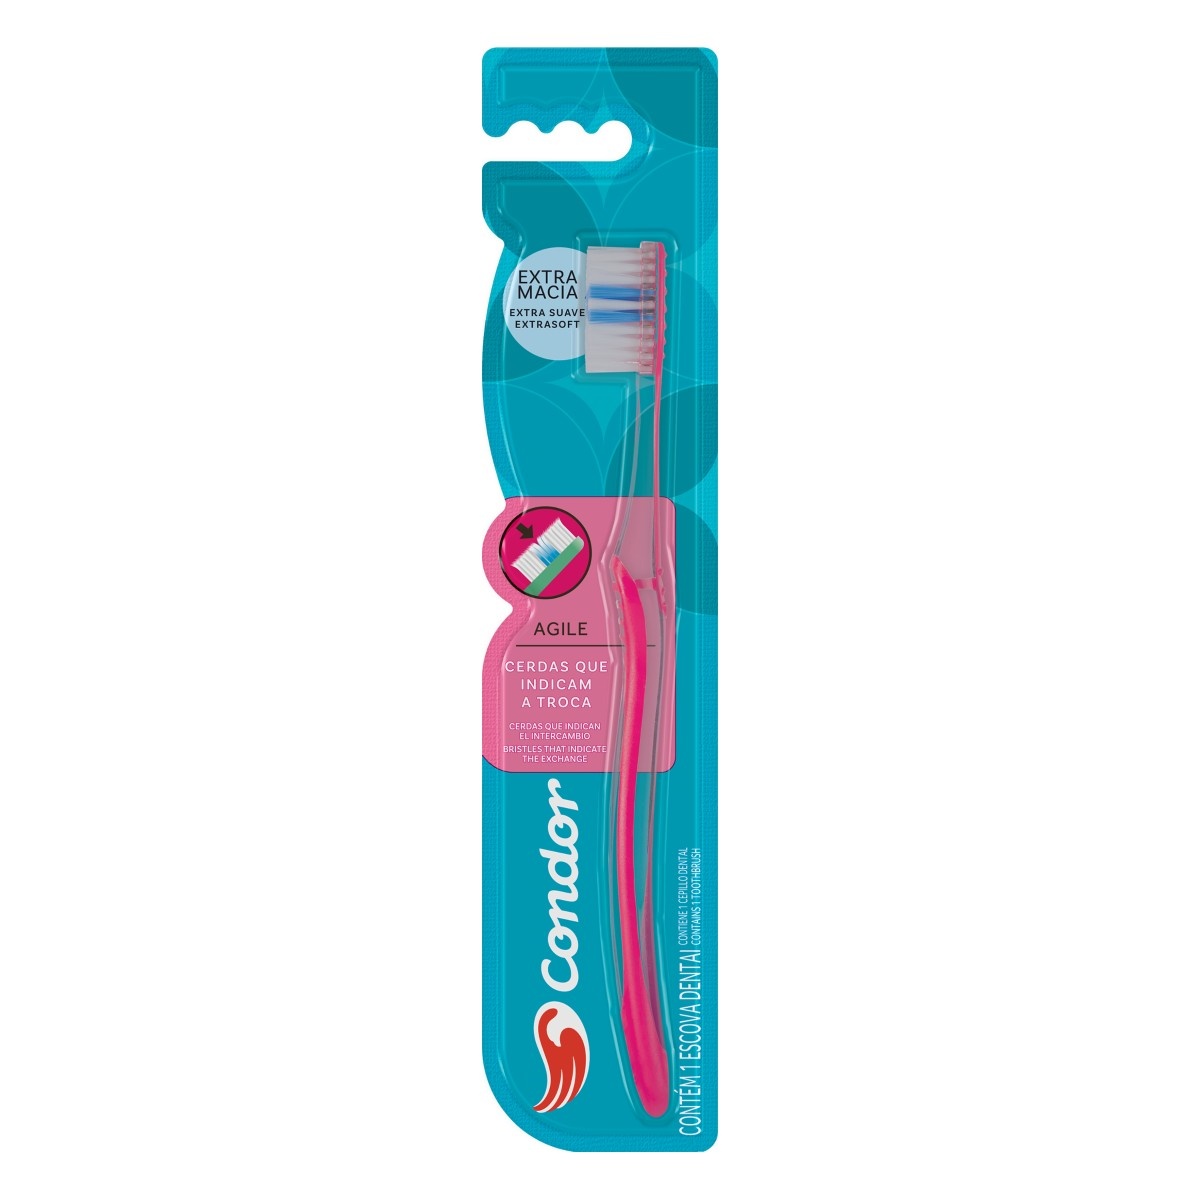 EXTRA
MACIA
EXTRA SUAVE
EXTRASOFT
AGILE
CERDAS QUE
INDICAM
A TROCA
CERDAS QUE INDICAN
EL INTERCAMBIO
BRISTLES THAT INDICATE
THE EXCHANGE
Condor
CONTÉM 1 ESCOVA DENTAL
CONTIENE 1 CEPILLO DENTAL
CONTAINS 1 TOOTHBRUSH